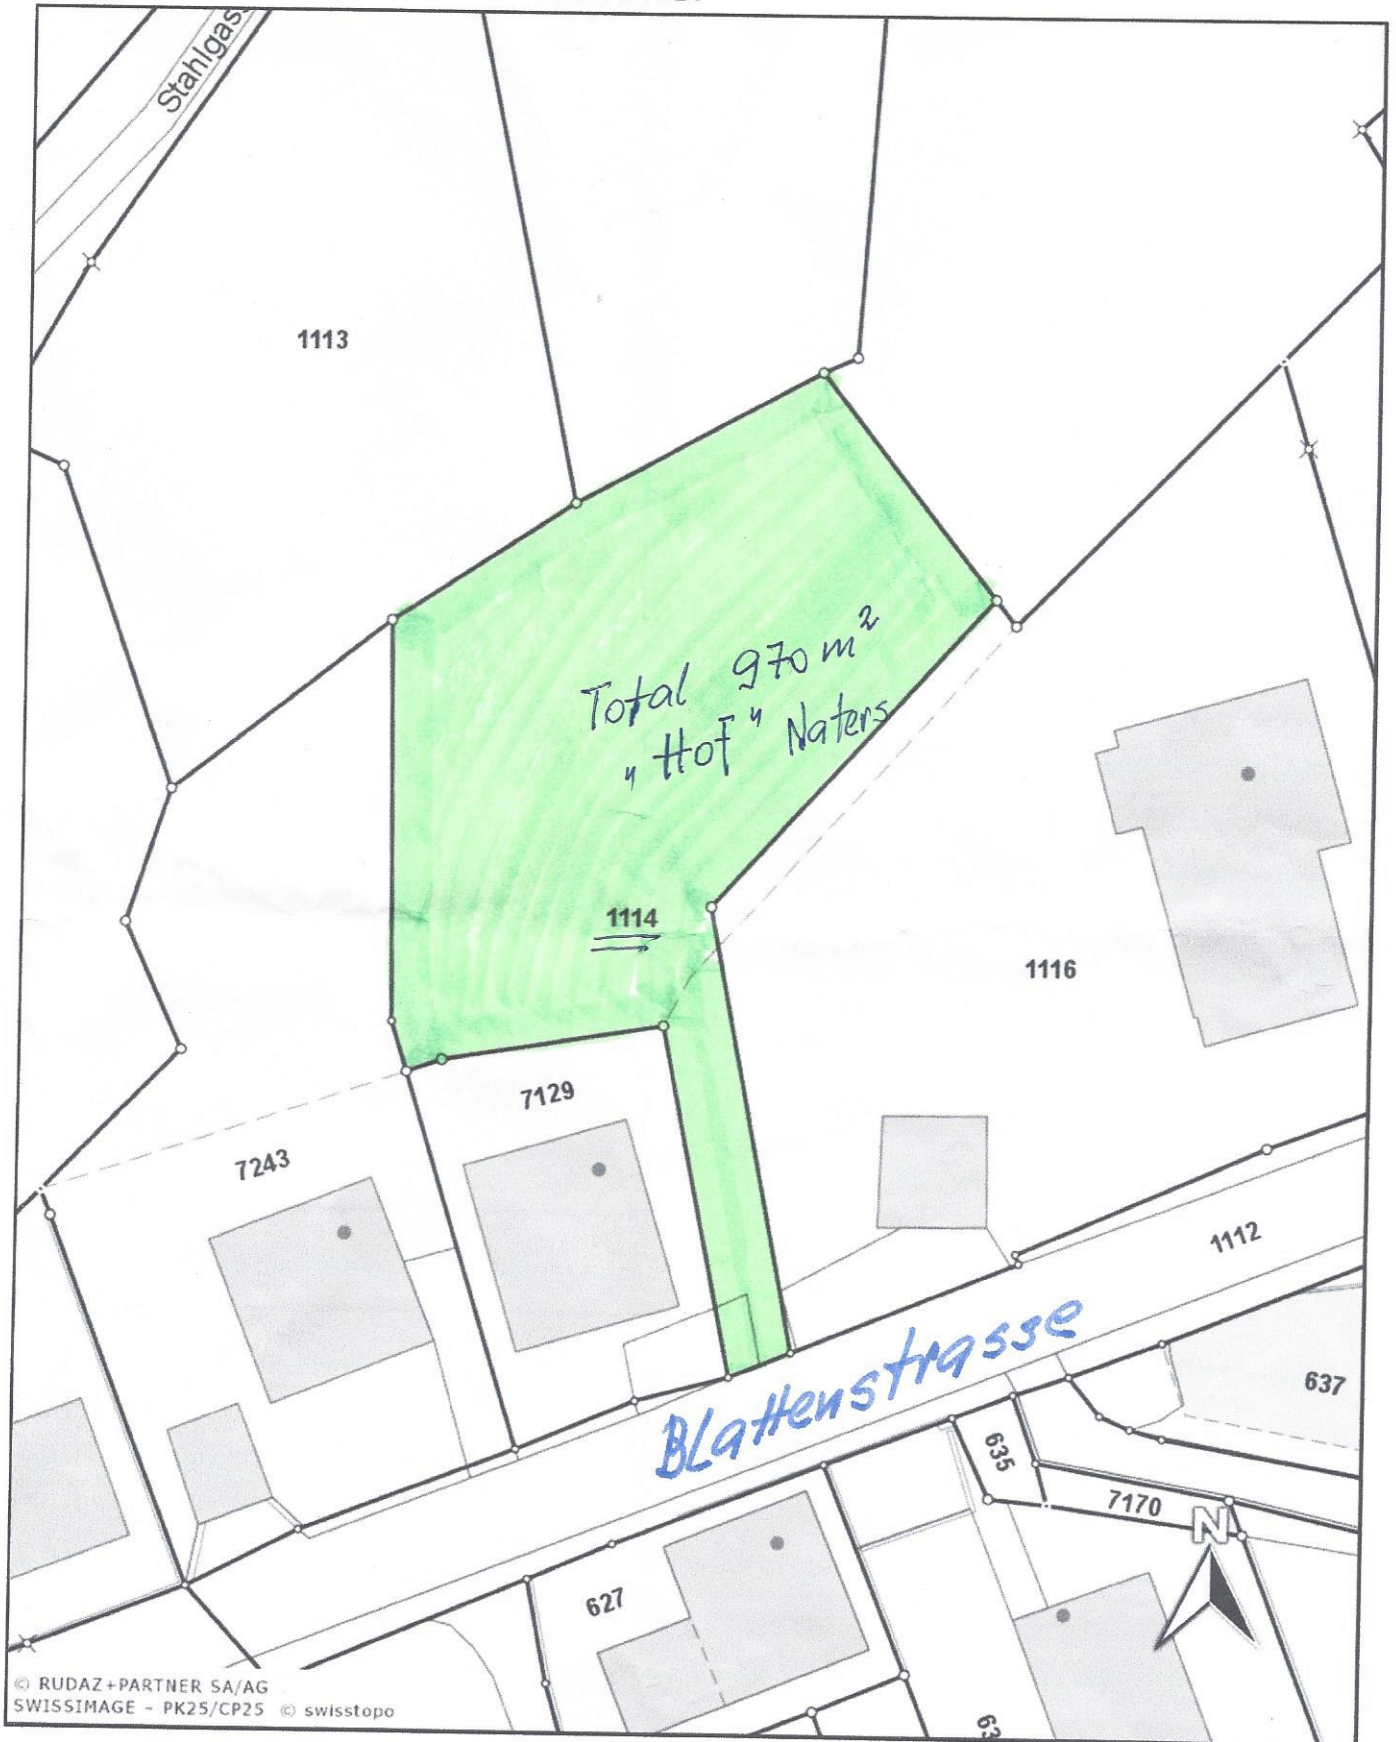 Stahlgass
1113
Total 970 m²
„Hof" Naters
1114
1116
7129
7243
1112
Blattenstrasse
637
635
7170
N
627
63
© RUDAZ+PARTNER SA/AG
SWISSIMAGE - PK25/CP25 © swisstopo